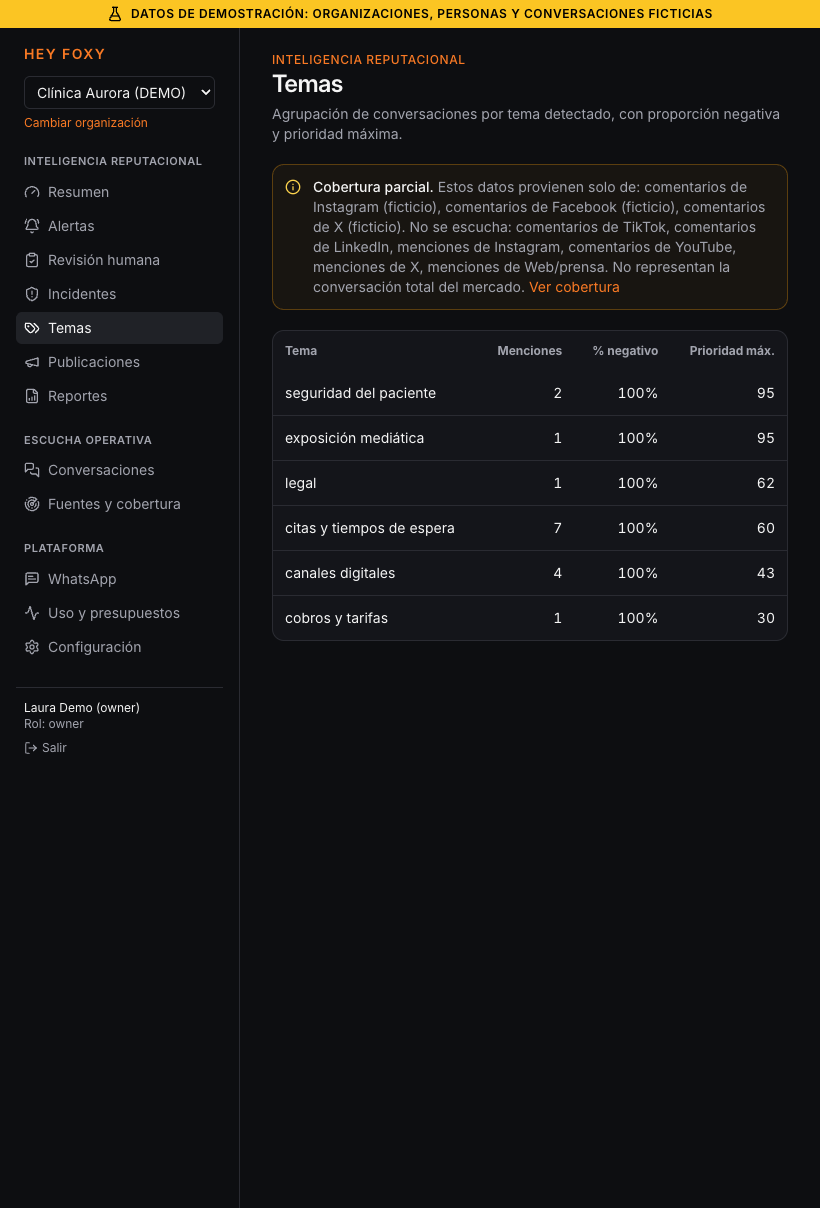 DATOS DE DEMOSTRACIÓN: ORGANIZACIONES, PERSONAS Y CONVERSACIONES FICTICIAS
HEY FOXY
Clínica Aurora (DEMO)
Cambiar organización
INTELIGENCIA REPUTACIONAL
Resumen
Alertas
Revisión humana
Incidentes
Temas
Publicaciones
Reportes
ESCUCHA OPERATIVA
Conversaciones
Fuentes y cobertura
PLATAFORMA
WhatsApp
Uso y presupuestos
Configuración
Laura Demo (owner)
Rol: owner
Salir
INTELIGENCIA REPUTACIONAL
Temas
Agrupación de conversaciones por tema detectado, con proporción negativa
y prioridad máxima.
Cobertura parcial. Estos datos provienen solo de: comentarios de
Instagram (ficticio), comentarios de Facebook (ficticio), comentarios
de X (ficticio). No se escucha: comentarios de TikTok, comentarios
de LinkedIn, menciones de Instagram, comentarios de YouTube,
menciones de X, menciones de Web/prensa. No representan la
conversación total del mercado. Ver cobertura
Tema Menciones % negativo Prioridad máx.
seguridad del paciente 2 100% 95
exposición mediática 1 100% 95
legal 1 100% 62
citas y tiempos de espera 7 100% 60
canales digitales 4 100% 43
cobros y tarifas 1 100% 30